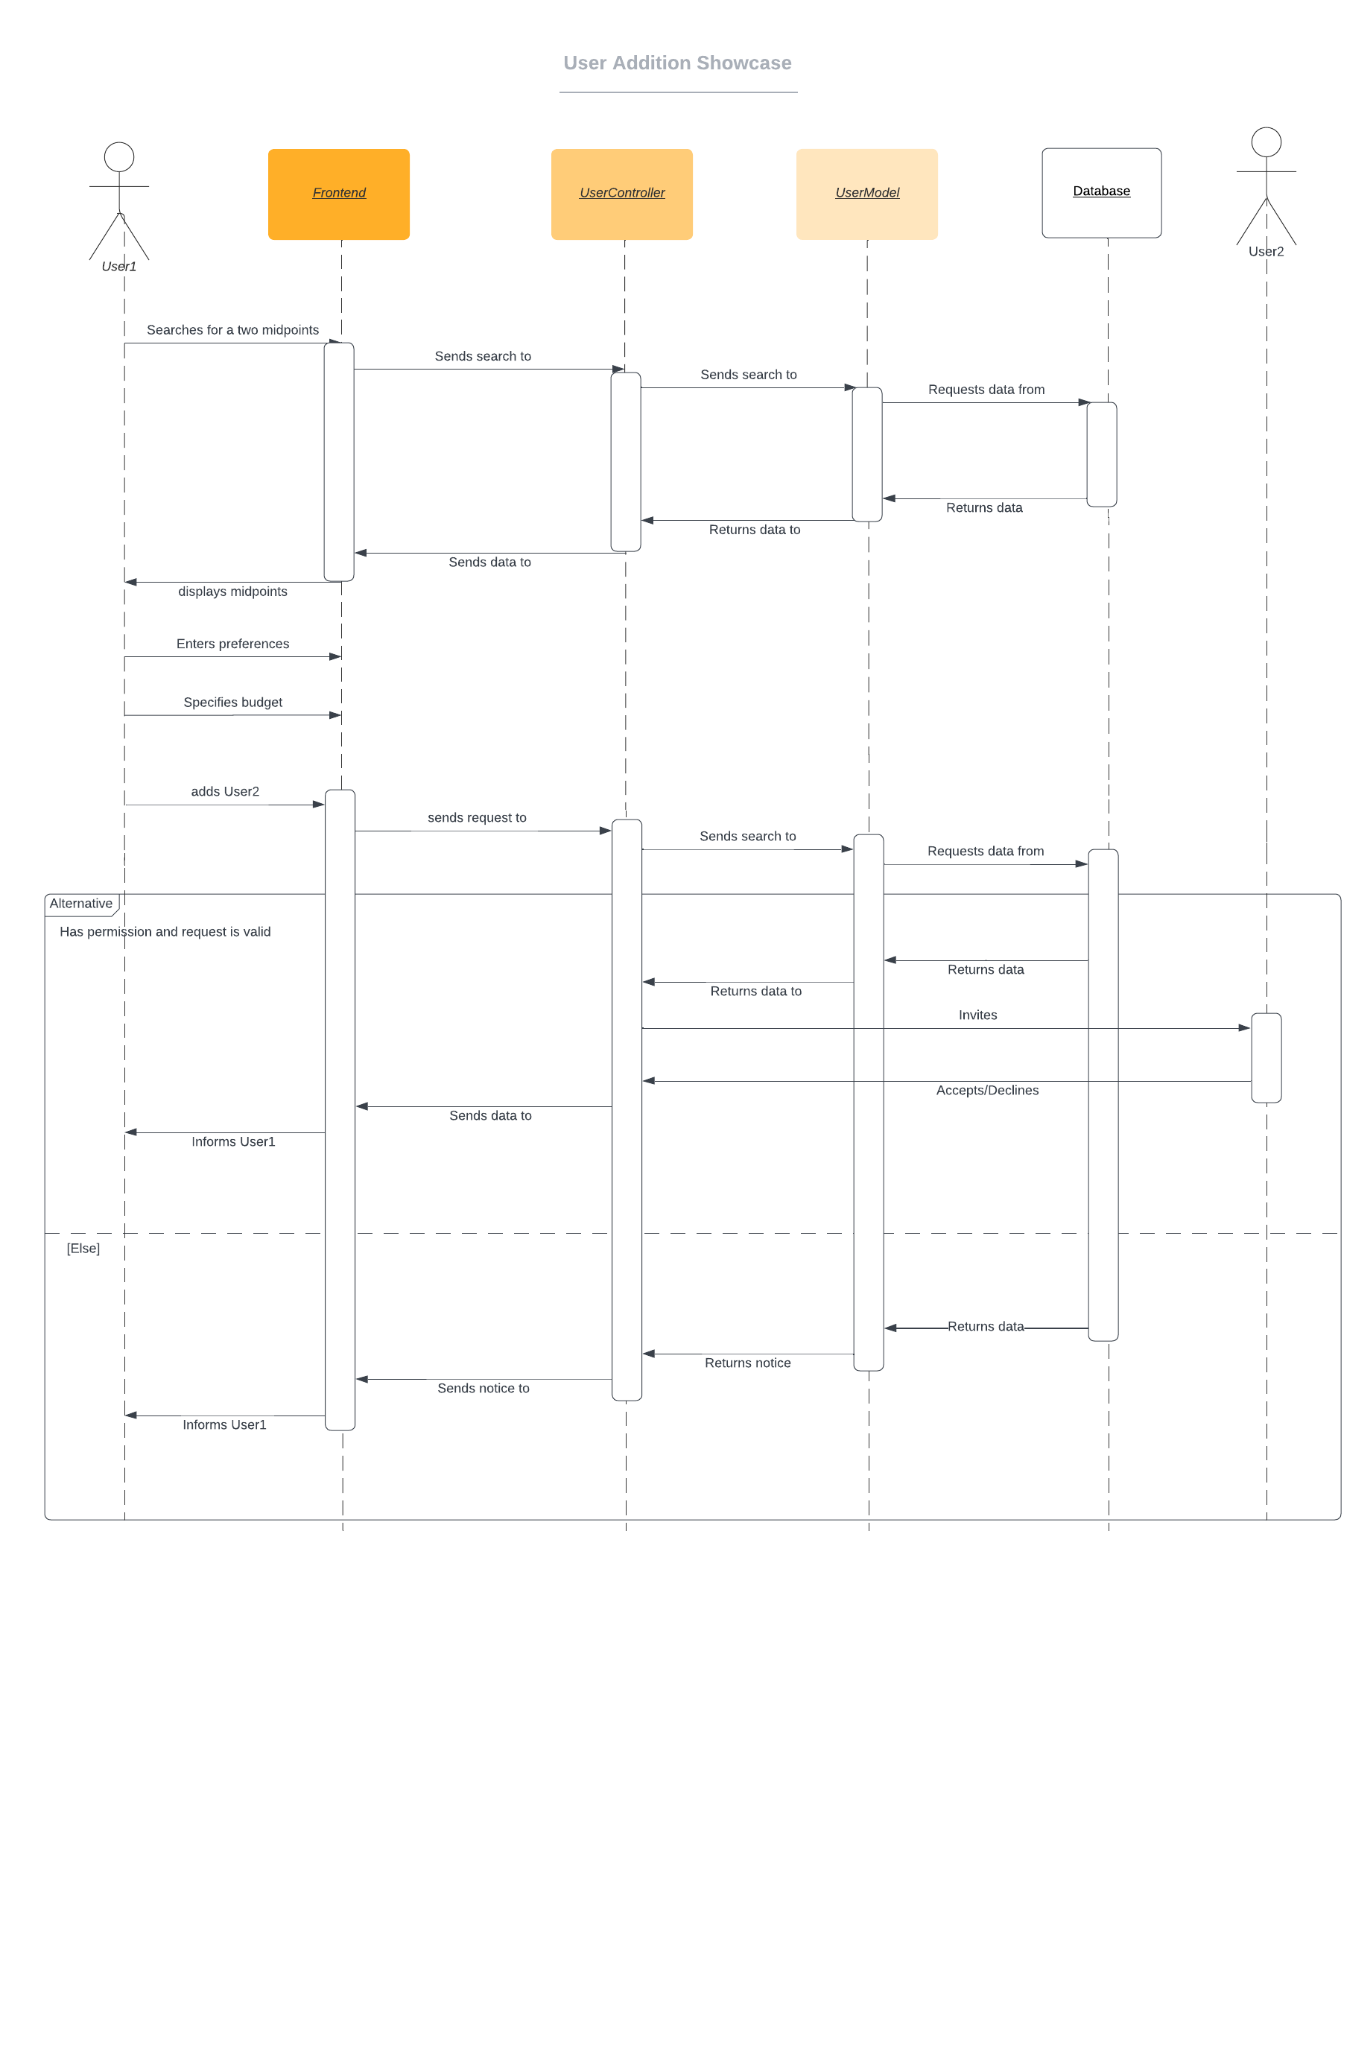 User Addition Showcase
User1
Frontend
UserController
UserModel
Database
User2
Searches for a two midpoints
Sends search to
Sends search to
Requests data from
Returns data
Returns data to
Sends data to
displays midpoints
Enters preferences
Specifies budget
adds User2
sends request to
Sends search to
Requests data from
Alternative
Has permission and request is valid
Returns data
Returns data to
Invites
Accepts/Declines
Sends data to
Informs User1
[Else]
Returns data
Returns notice
Sends notice to
Informs User1